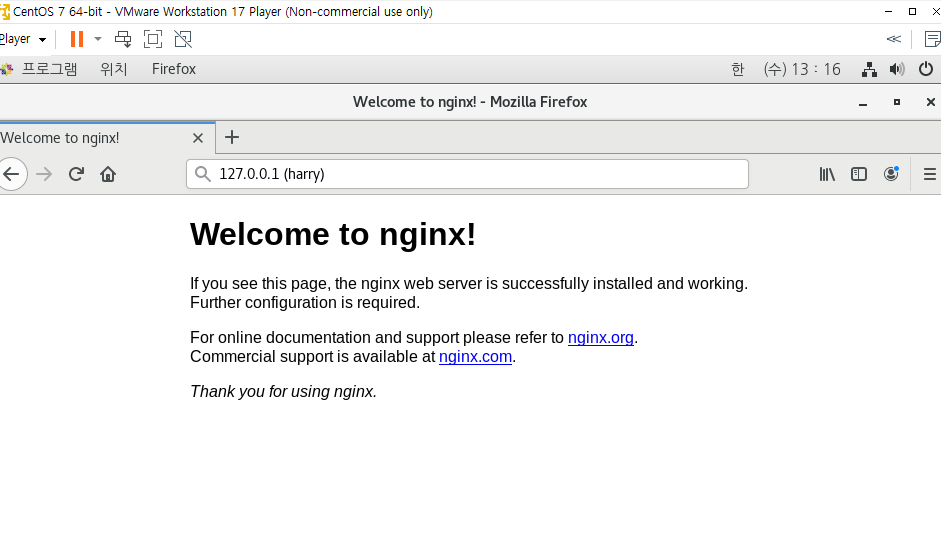 CentOS 7 64-bit - VMware Workstation 17 Player (Non-commercial use only)
Player
프로그램 위치 Firefox 한 (수) 13 : 16
Welcome to nginx! - Mozilla Firefox
Welcome to nginx!
127.0.0.1 (harry)
Welcome to nginx!
If you see this page, the nginx web server is successfully installed and working.
Further configuration is required.
For online documentation and support please refer to nginx.org.
Commercial support is available at nginx.com.
Thank you for using nginx.